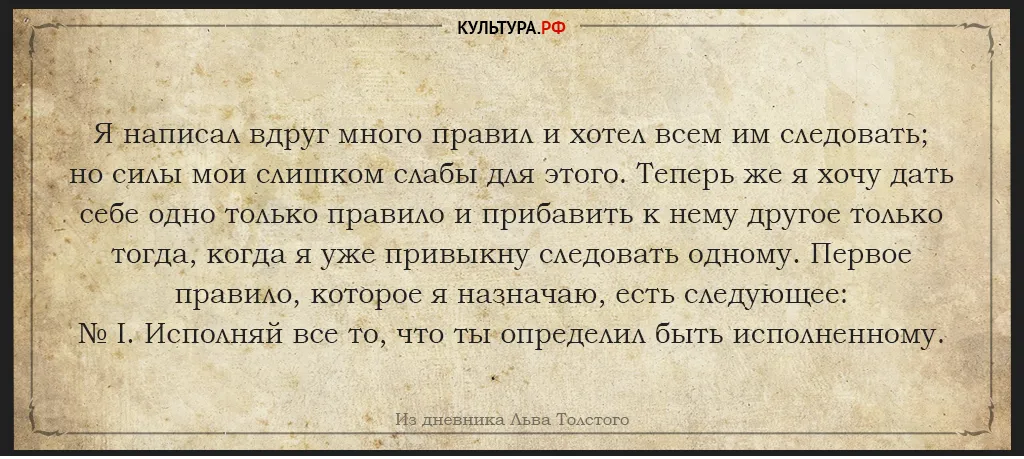 КУЛЬТУРА.РФ
Я написал вдруг много правил и хотел всем им следовать;
но силы мои слишком слабы для этого. Теперь же я хочу дать
себе одно только правило и прибавить к нему другое только
тогда, когда я уже привыкну следовать одному. Первое
правило, которое я назначаю, есть следующее:
№ I. Исполняй все то, что ты определил быть исполненному.
Из дневника Льва Толстого